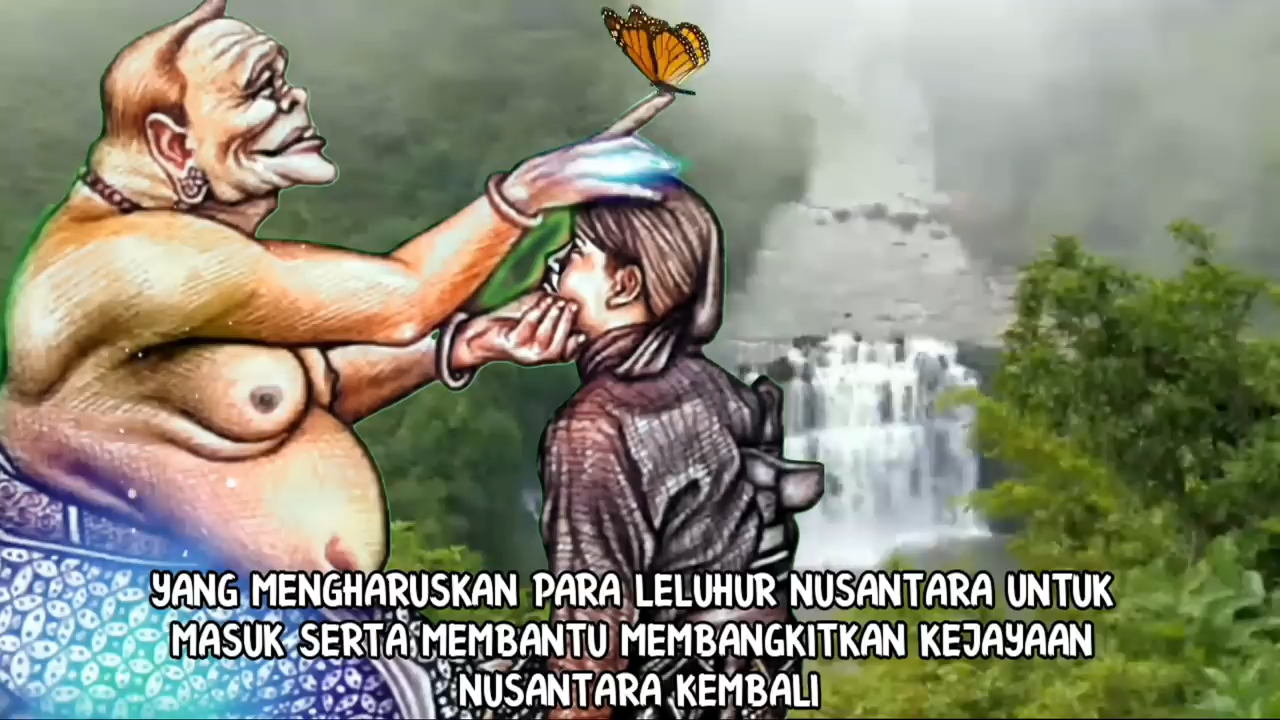 YANG MENGHARUSKAN PARA LELUHUR NUSANTARA UNTUK
MASUK SERTA MEMBANTU MEMBANGKITKAN KEJAYAAN
NUSANTARA KEMBALI